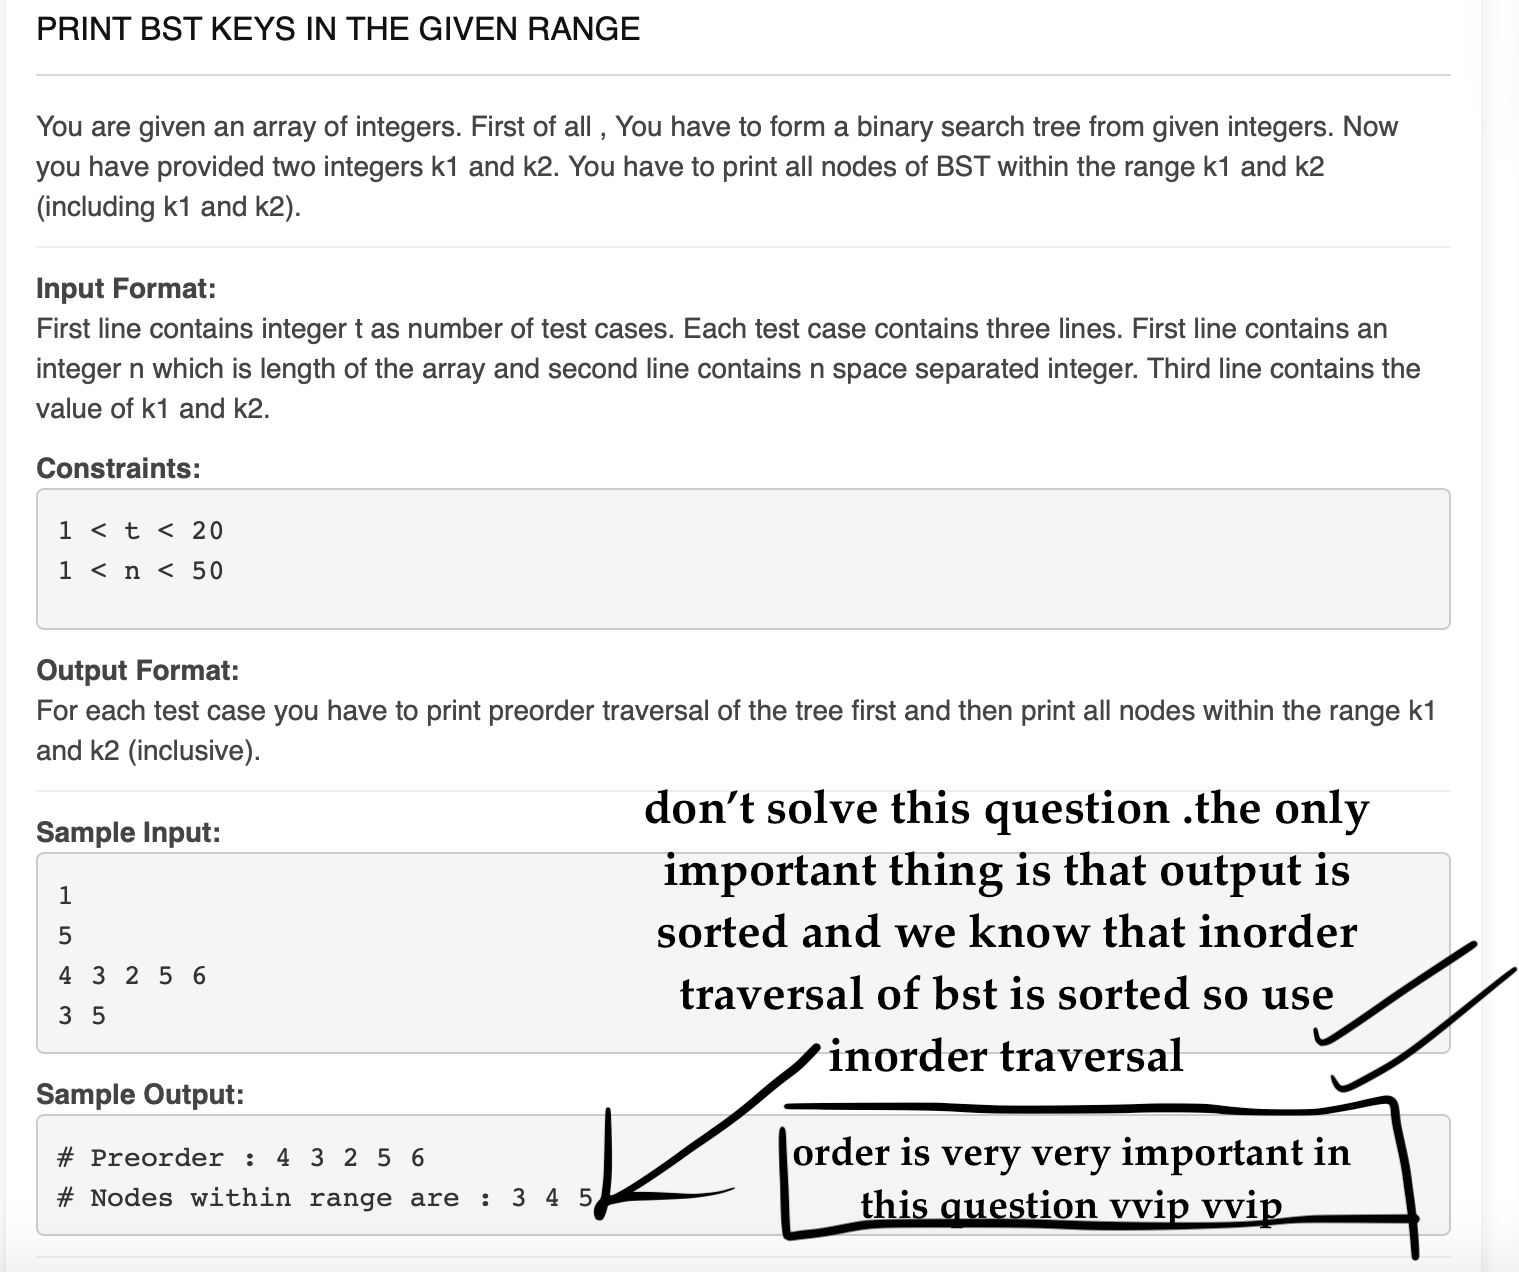 PRINT BST KEYS IN THE GIVEN RANGE
You are given an array of integers. First of all , You have to form a binary search tree from given integers. Now
you have provided two integers k1 and k2. You have to print all nodes of BST within the range k1 and k2
(including k1 and k2).
Input Format:
First line contains integer t as number of test cases. Each test case contains three lines. First line contains an
integer n which is length of the array and second line contains n space separated integer. Third line contains the
value of k1 and k2.
Constraints:
1 < t < 20
1 < n < 50
Output Format:
For each test case you have to print preorder traversal of the tree first and then print all nodes within the range k1
and k2 (inclusive).
don't solve this question .the only
important thing is that output is
sorted and we know that inorder
traversal of bst is sorted so use
inorder traversal
Sample Input:
1
5
4 3 2 5 6
3 5
Sample Output:
# Preorder : 4 3 2 5 6
# Nodes within range are : 3 4 5
order is very very important in
this question vvip vvip